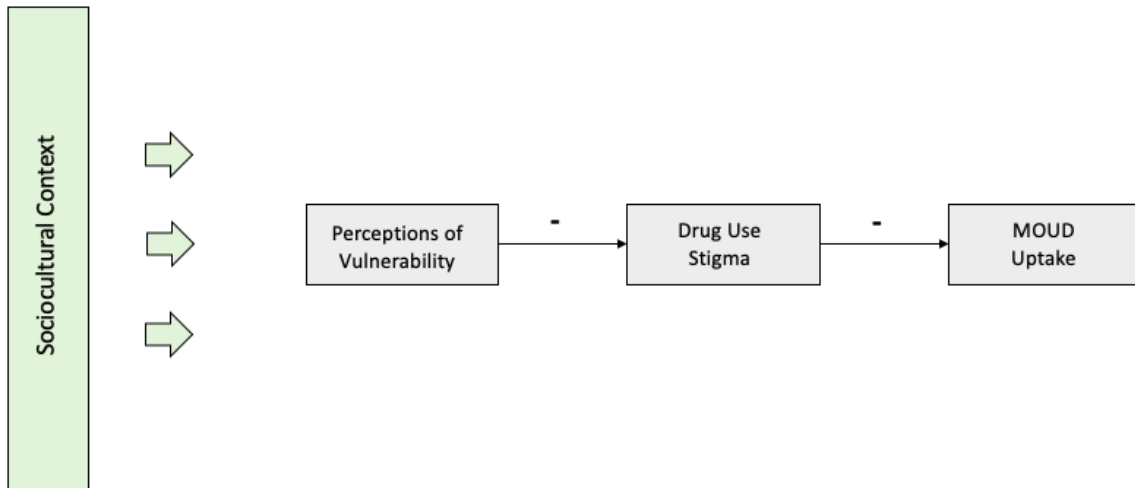 Sociocultural Context
Perceptions of
Vulnerability
-
Drug Use
Stigma
-
MOUD
Uptake